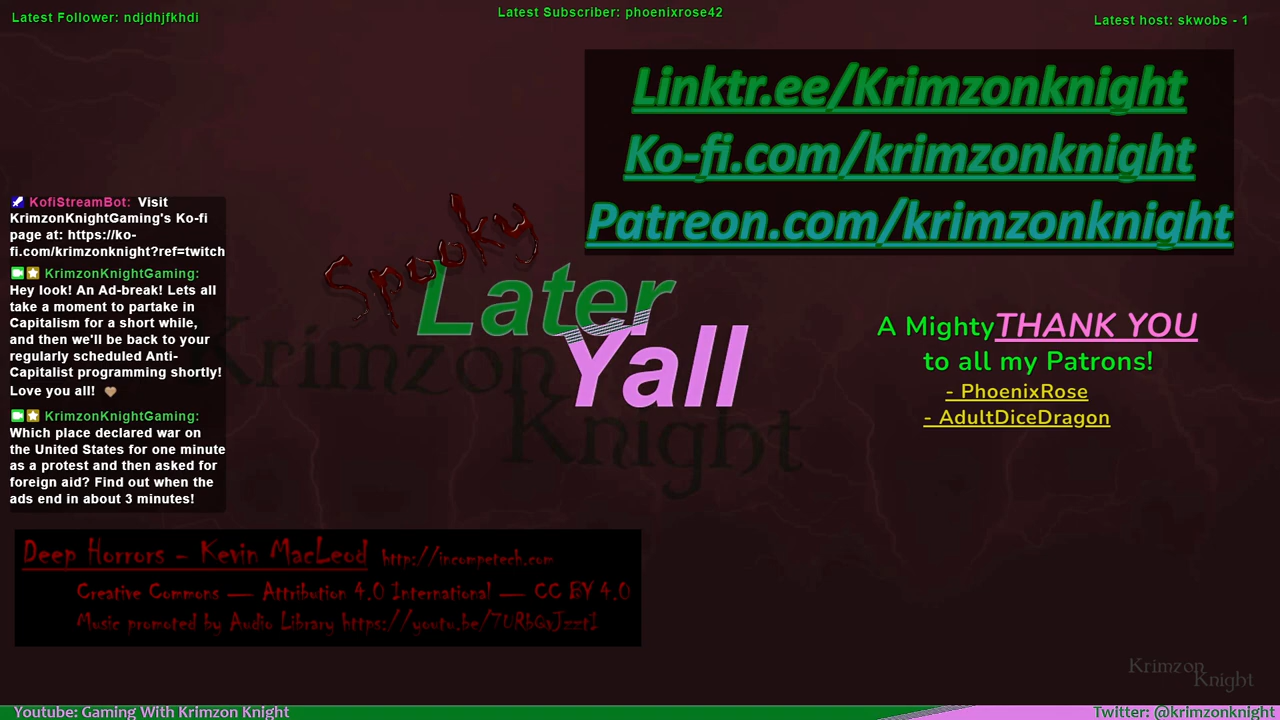 Latest Follower: ndjdhjfkhdi
Latest Subscriber: phoenixrose42
Latest host: skwobs - 1
Linktr.ee/Krimzonknight
Ko-fi.com/krimzonknight
Patreon.com/krimzonknight
KofiStreamBot: Visit
KrimzonKnightGaming's Ko-fi
page at: https://ko-
fi.com/krimzonknight?ref=twitch
KrimzonKnightGaming:
Hey look! An Ad-break! Lets all
take a moment to partake in
Capitalism for a short while,
and then we'll be back to your
regularly scheduled Anti-
Capitalist programming shortly!
Love you all!
KrimzonKnightGaming:
Which place declared war on
the United States for one minute
as a protest and then asked for
foreign aid? Find out when the
ads end in about 3 minutes!
Spooky
Later
Yall
Krimzon
Knight
A Mighty THANK YOU
to all my Patrons!
- PhoenixRose
- AdultDiceDragon
Deep Horrors - Kevin MacLeod http://incompetech.com
Creative Commons — Attribution 4.0 International — CC BY 4.0
Music promoted by Audio Library
Krimzon
Knight
Youtube: Gaming With Krimzon Knight
Twitter: @krimzonknight